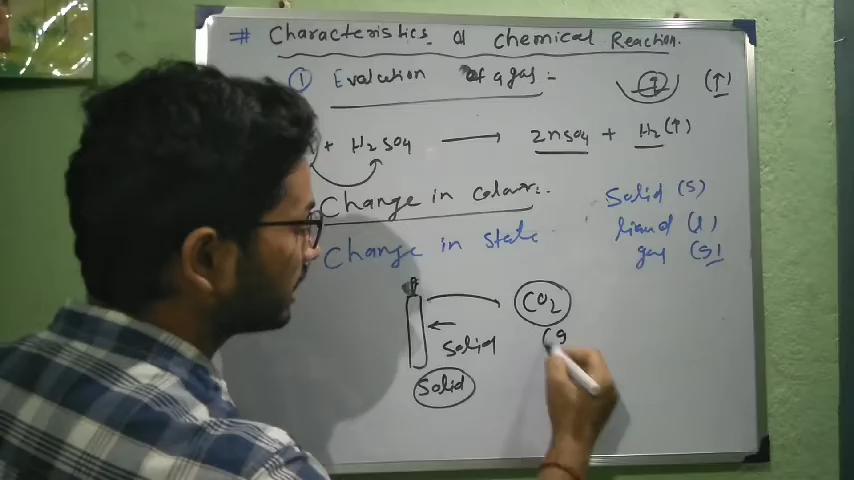 # Characteristics of chemical Reaction.
① Evaluation of a gas :- g (↑)
+ H₂SO₄ → ZnSO₄ + H₂(↑)
Change in colour:-
Solid (S)
Change in state
liquid (l)
gas (g)
CO₂
Solid
(g
Solid